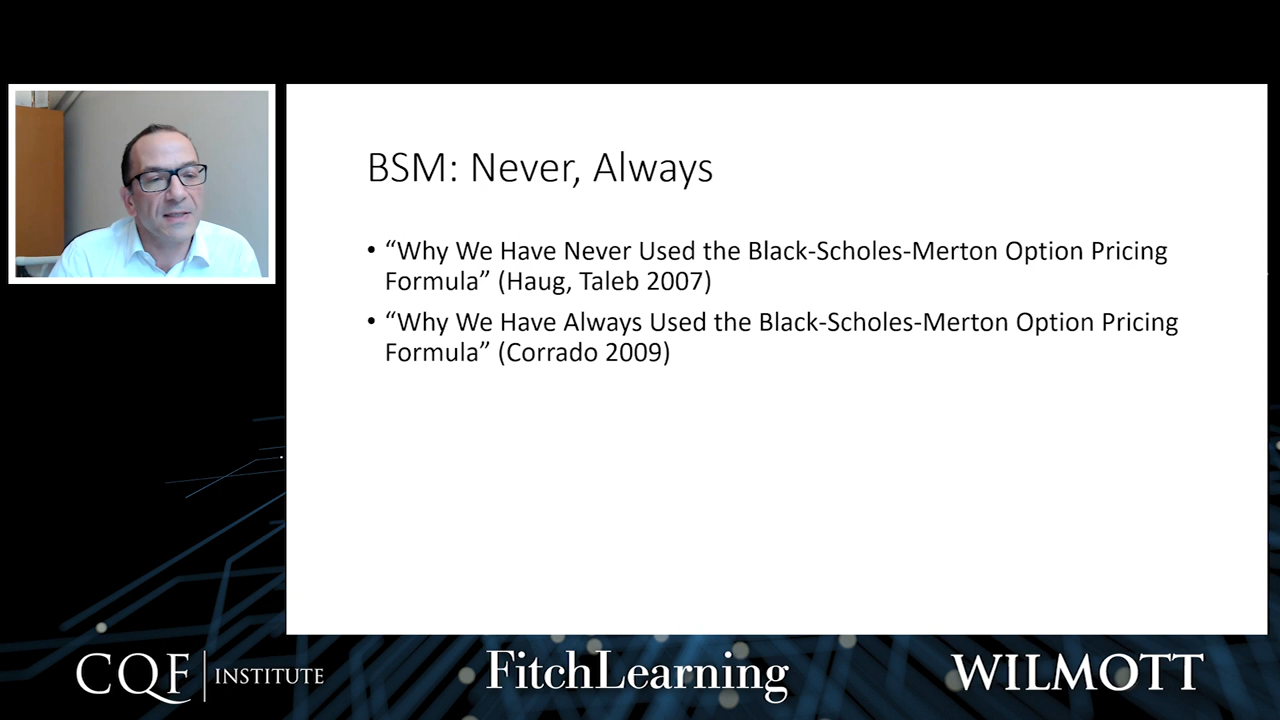 BSM: Never, Always
• “Why We Have Never Used the Black-Scholes-Merton Option Pricing
Formula” (Haug, Taleb 2007)
• “Why We Have Always Used the Black-Scholes-Merton Option Pricing
Formula” (Corrado 2009)
CQF INSTITUTE
FitchLearning
WILMOTT